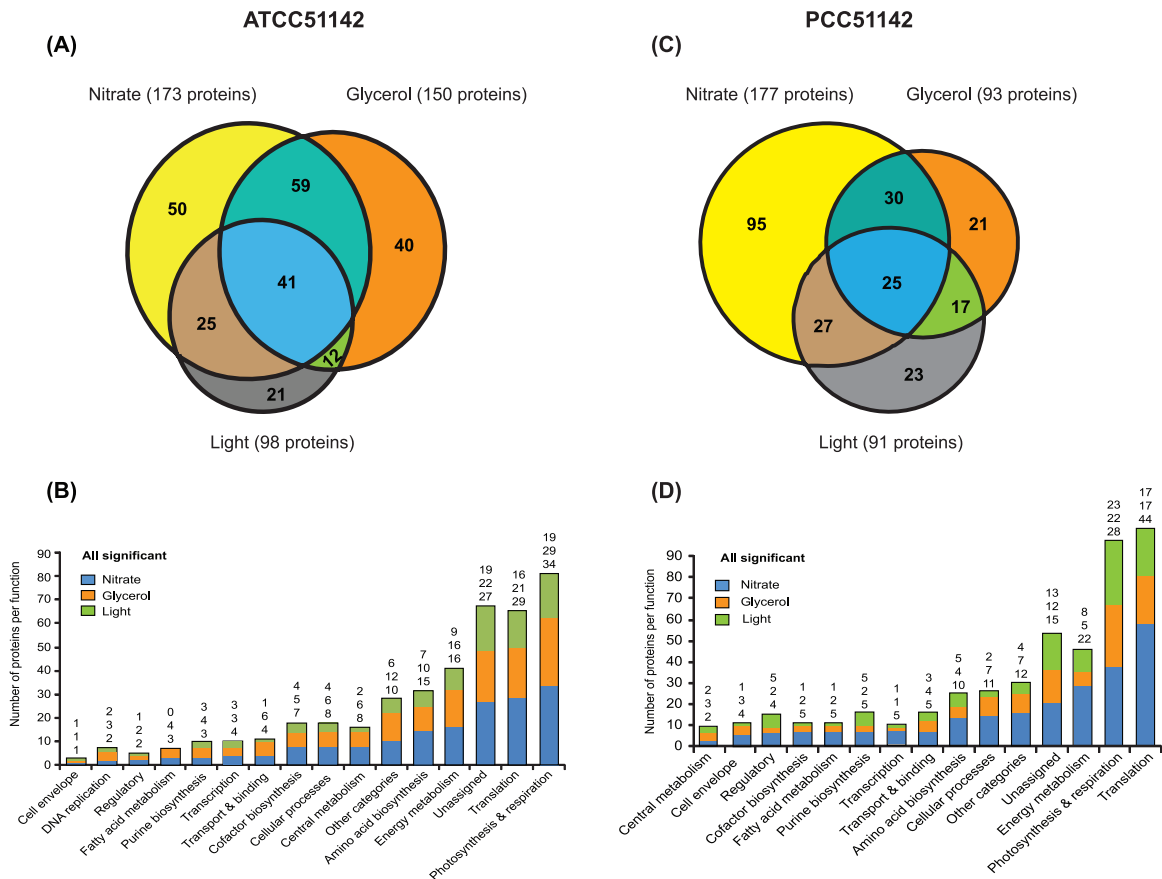 ATCC51142
PCC51142
(A)
Nitrate (173 proteins)
Glycerol (150 proteins)
50
59
40
41
25
12
21
Light (98 proteins)
(C)
Nitrate (177 proteins)
Glycerol (93 proteins)
95
30
21
25
27
17
23
Light (91 proteins)
(B)
Number of proteins per function
90
80
70
60
50
40
30
20
10
0
All significant
Nitrate
Glycerol
Light
1
1
1
2
3
2
1
2
2
0
4
3
3
4
3
3
3
4
1
6
4
4
5
7
4
6
8
2
6
8
6
12
10
7
10
15
9
16
16
19
22
27
16
21
29
19
29
34
Cell envelope
DNA replication
Regulatory
Fatty acid metabolism
Purine biosynthesis
Transcription
Transport & binding
Cofactor biosynthesis
Cellular processes
Central metabolism
Other categories
Amino acid biosynthesis
Energy metabolism
Unassigned
Translation
Photosynthesis & respiration
(D)
Number of proteins per function
90
80
70
60
50
40
30
20
10
0
All significant
Nitrate
Glycerol
Light
2
3
2
1
3
4
5
2
4
1
2
5
1
2
5
5
2
5
1
1
5
3
4
5
5
4
10
2
7
11
4
7
12
13
12
15
8
5
22
23
22
28
17
17
44
Central metabolism
Cell envelope
Regulatory
Cofactor biosynthesis
Fatty acid metabolism
Purine biosynthesis
Transcription
Transport & binding
Amino acid biosynthesis
Cellular processes
Other categories
Unassigned
Energy metabolism
Photosynthesis & respiration
Translation